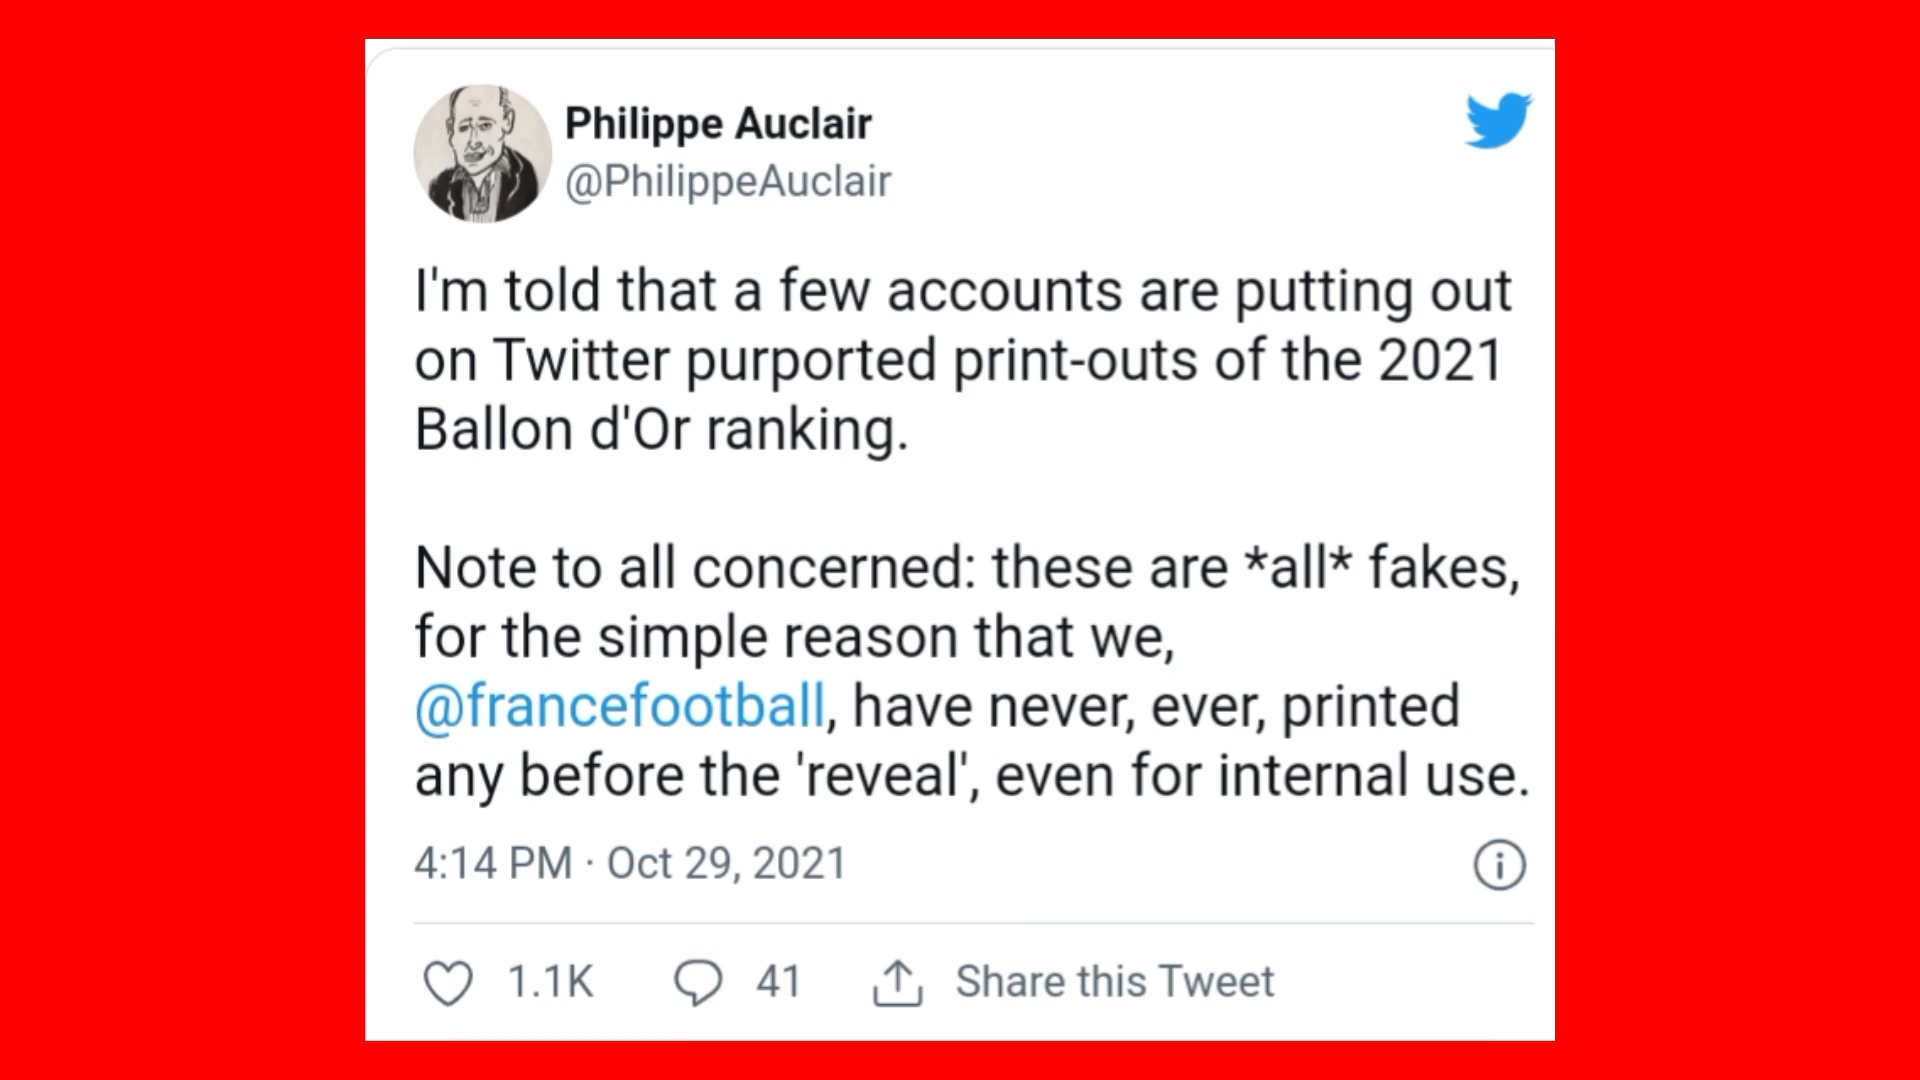 Philippe Auclair
@PhilippeAuclair
I'm told that a few accounts are putting out
on Twitter purported print-outs of the 2021
Ballon d'Or ranking.
Note to all concerned: these are *all* fakes,
for the simple reason that we,
@francefootball, have never, ever, printed
any before the 'reveal', even for internal use.
4:14 PM · Oct 29, 2021
1.1K 41 Share this Tweet